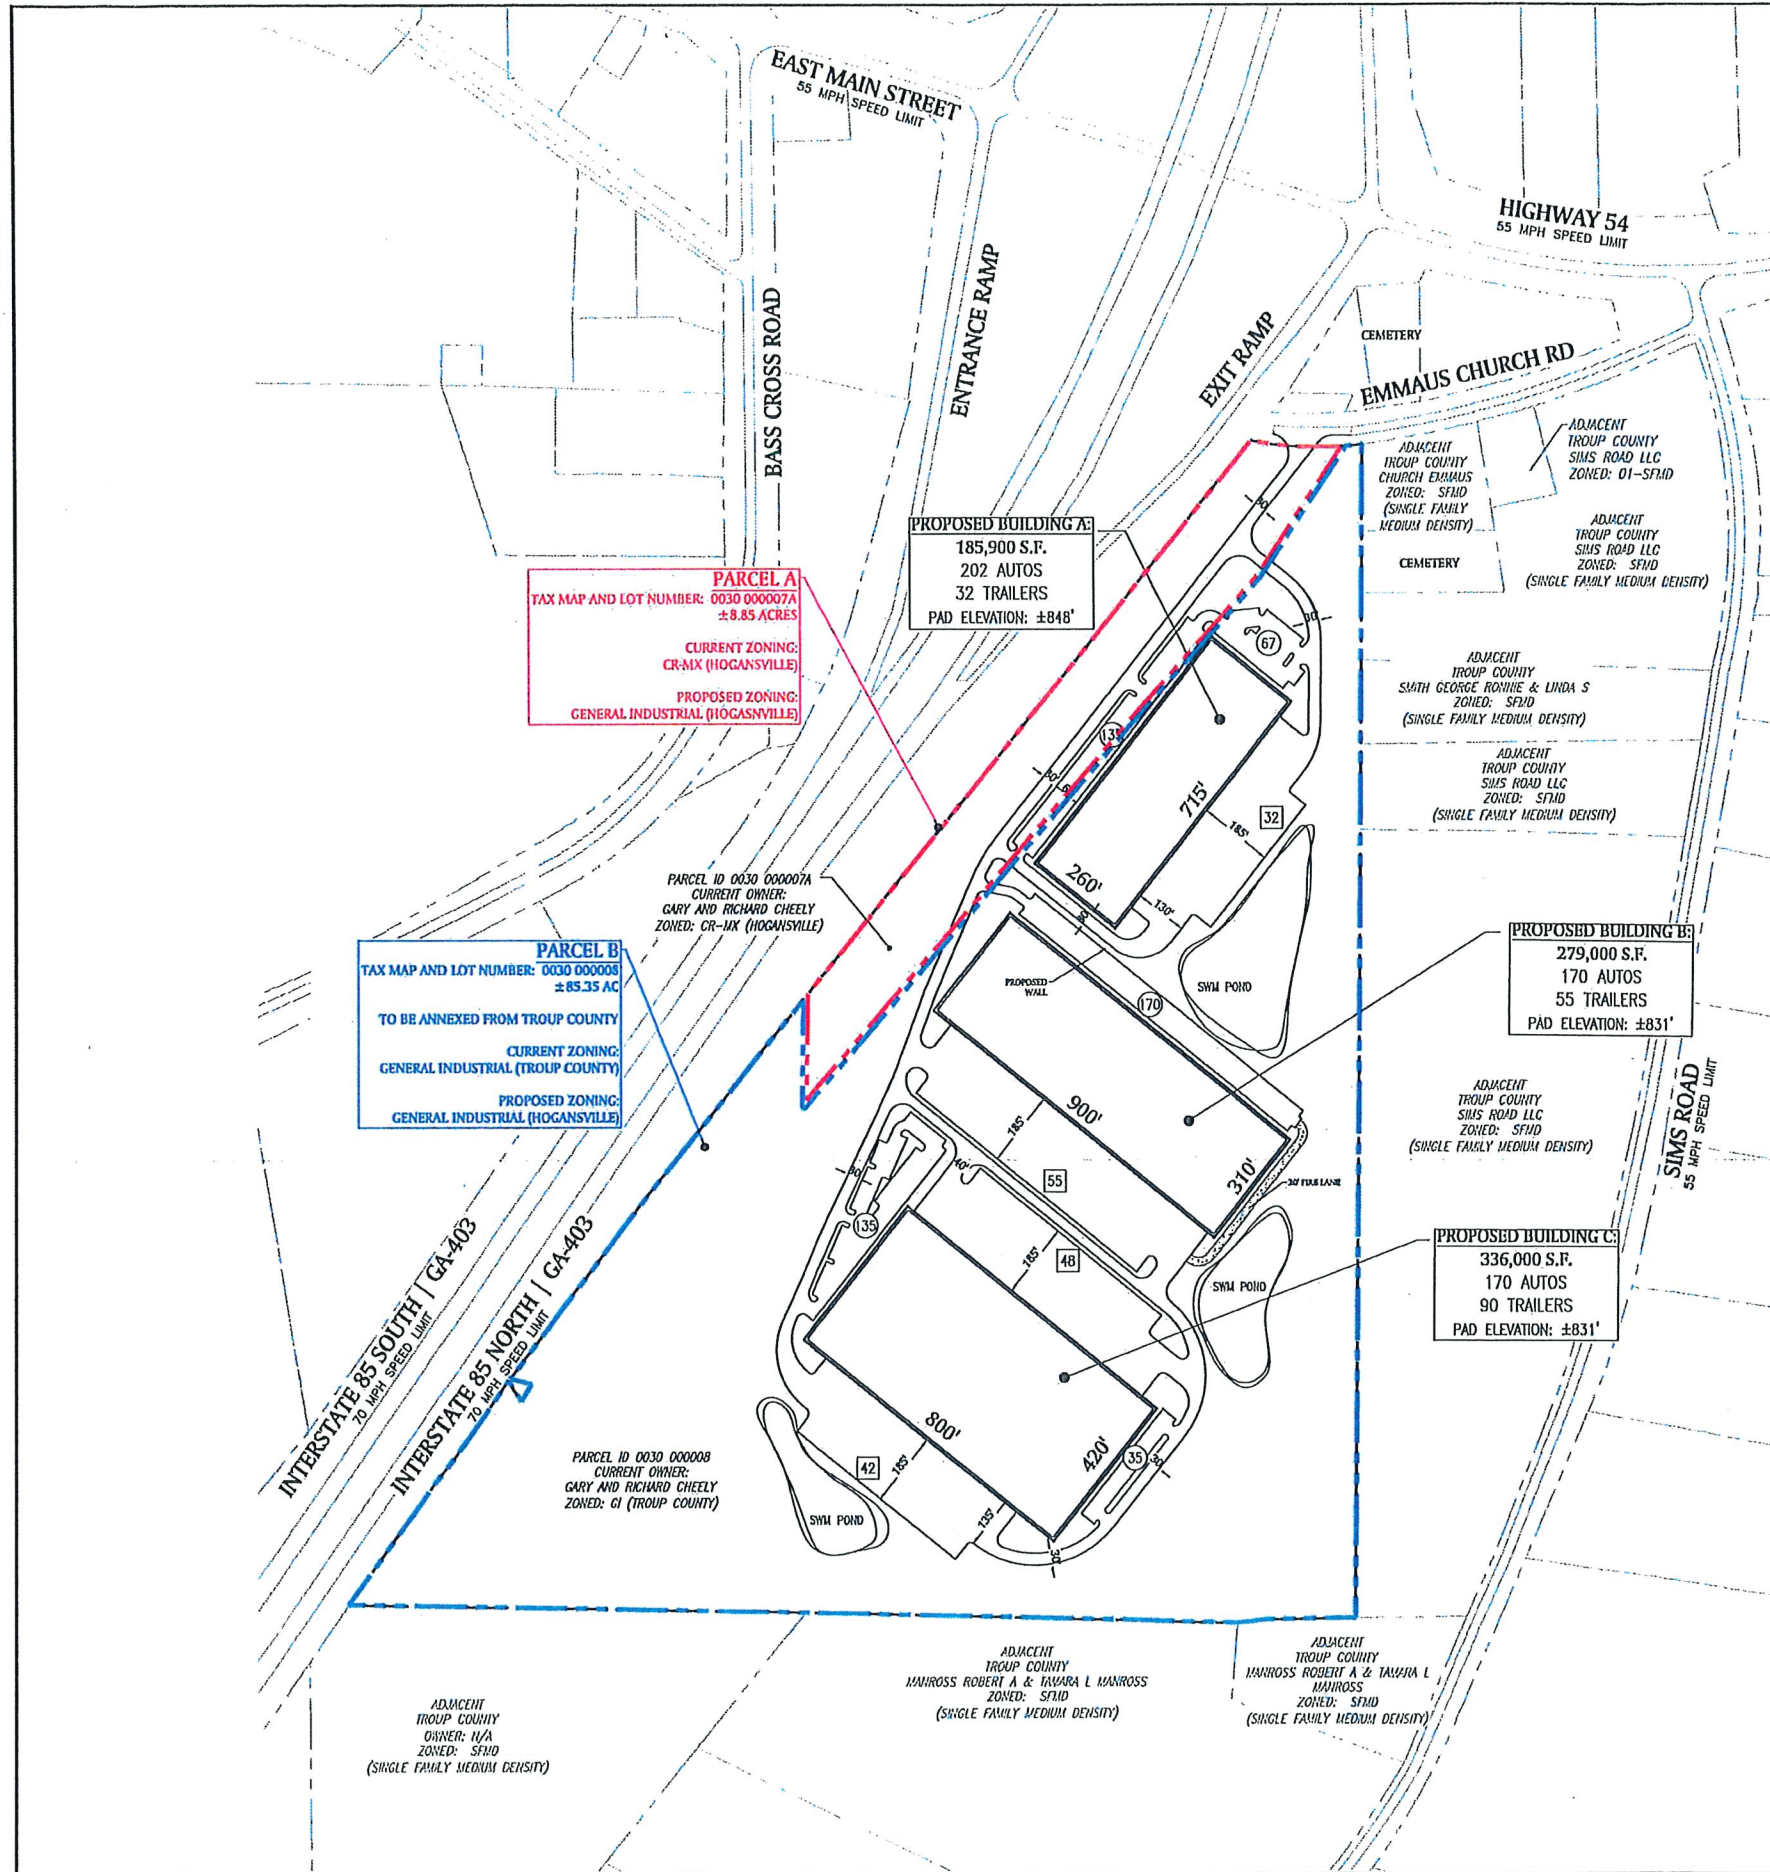 EAST MAIN STREET
55 MPH SPEED LIMIT
HIGHWAY 54
55 MPH SPEED LIMIT
BASS CROSS ROAD
ENTRANCE RAMP
EXIT RAMP
CEMETERY
EMMAUS CHURCH RD
ADJACENT
TROUP COUNTY
CHURCH EMMAUS
ZONED: SFMD
(SINGLE FAMILY
MEDIUM DENSITY)
ADJACENT
TROUP COUNTY
SIMS ROAD LLC
ZONED: 01-SFMD
ADJACENT
TROUP COUNTY
SIMS ROAD LLC
ZONED: SFMD
(SINGLE FAMILY MEDIUM DENSITY)
CEMETERY
PROPOSED BUILDING A:
185,900 S.F.
202 AUTOS
32 TRAILERS
PAD ELEVATION: ±848'
PARCEL A
TAX MAP AND LOT NUMBER: 0030 000007A
±8.85 ACRES
CURRENT ZONING:
CR-MX (HOGANSVILLE)
PROPOSED ZONING:
GENERAL INDUSTRIAL (HOGASNVILLE)
30'
30'
67
135
30'
715'
185'
32
260'
130'
ADJACENT
TROUP COUNTY
SMITH GEORGE RONNIE & LINDA S
ZONED: SFMD
(SINGLE FAMILY MEDIUM DENSITY)
ADJACENT
TROUP COUNTY
SIMS ROAD LLC
ZONED: SFMD
(SINGLE FAMILY MEDIUM DENSITY)
PARCEL ID 0030 000007A
CURRENT OWNER:
GARY AND RICHARD CHEELY
ZONED: CR-MX (HOGANSVILLE)
PARCEL B
TAX MAP AND LOT NUMBER: 0030 000008
±85.35 AC
TO BE ANNEXED FROM TROUP COUNTY
CURRENT ZONING:
GENERAL INDUSTRIAL (TROUP COUNTY)
PROPOSED ZONING:
GENERAL INDUSTRIAL (HOGANSVILLE)
PROPOSED
WALL
170
SWM POND
PROPOSED BUILDING B:
279,000 S.F.
170 AUTOS
55 TRAILERS
PAD ELEVATION: ±831'
900'
185'
310'
55
40'
30'
135
ADJACENT
TROUP COUNTY
SIMS ROAD LLC
ZONED: SFMD
(SINGLE FAMILY MEDIUM DENSITY)
SIMS ROAD
55 MPH SPEED LIMIT
185'
48
SWM POND
PROPOSED BUILDING C:
336,000 S.F.
170 AUTOS
90 TRAILERS
PAD ELEVATION: ±831'
INTERSTATE 85 SOUTH | GA-403
70 MPH SPEED LIMIT
INTERSTATE 85 NORTH | GA-403
70 MPH SPEED LIMIT
800'
420'
35
30'
42
185'
135'
30'
SWM POND
PARCEL ID 0030 000008
CURRENT OWNER:
GARY AND RICHARD CHEELY
ZONED: GI (TROUP COUNTY)
ADJACENT
TROUP COUNTY
OWNER: N/A
ZONED: SFMD
(SINGLE FAMILY MEDIUM DENSITY)
ADJACENT
TROUP COUNTY
MANROSS ROBERT A & TAMARA L MANROSS
ZONED: SFMD
(SINGLE FAMILY MEDIUM DENSITY)
ADJACENT
TROUP COUNTY
MANROSS ROBERT A & TAMARA L
MANROSS
ZONED: SFMD
(SINGLE FAMILY MEDIUM DENSITY)